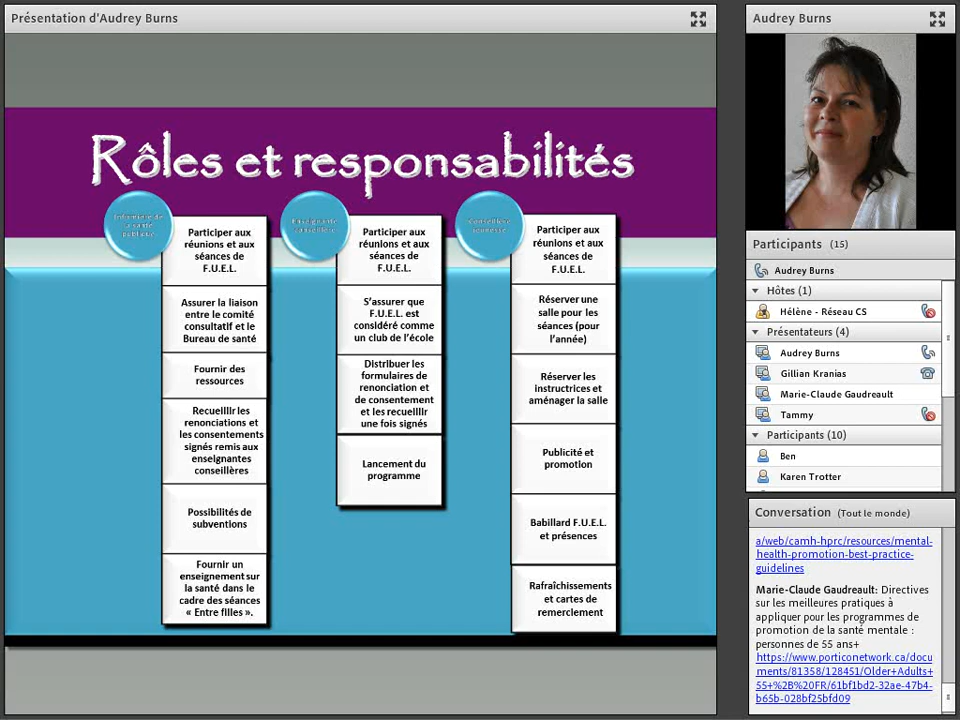 Présentation d'Audrey Burns
Rôles et responsabilités
Infirmière de
la santé
publique
Participer aux
réunions et aux
séances de
F.U.E.L.
Assurer la liaison
entre le comité
consultatif et le
Bureau de santé
Fournir des
ressources
Recueillir les
renonciations et
les consentements
signés remis aux
enseignantes
conseillères
Possibilités de
subventions
Fournir un
enseignement sur
la santé dans le
cadre des séances
« Entre filles ».
Enseignante
conseillère
Participer aux
réunions et aux
séances de
F.U.E.L.
S'assurer que
F.U.E.L. est
considéré comme
un club de l'école
Distribuer les
formulaires de
renonciation et
de consentement
et les recueillir
une fois signés
Lancement du
programme
Conseillère
jeunesse
Participer aux
réunions et aux
séances de
F.U.E.L.
Réserver une
salle pour les
séances (pour
l'année)
Réserver les
instructrices et
aménager la salle
Publicité et
promotion
Babillard F.U.E.L.
et présences
Rafraîchissements
et cartes de
remerciement
Audrey Burns
Participants (15)
Audrey Burns
Hôtes (1)
Hélène - Réseau CS
Présentateurs (4)
Audrey Burns
Gillian Kranias
Marie-Claude Gaudreault
Tammy
Participants (10)
Ben
Karen Trotter
Conversation (Tout le monde)
a/web/camh-hprc/resources/mental-
health-promotion-best-practice-
guidelines
Marie-Claude Gaudreault: Directives
sur les meilleures pratiques à
appliquer pour les programmes de
promotion de la santé mentale :
personnes de 55 ans+
https://www.porticonetwork.ca/docu
ments/81358/128451/Older+Adults+
55+%2B%20FR/61bf1bd2-32ae-47b4-
b65b-028bf25bfd09